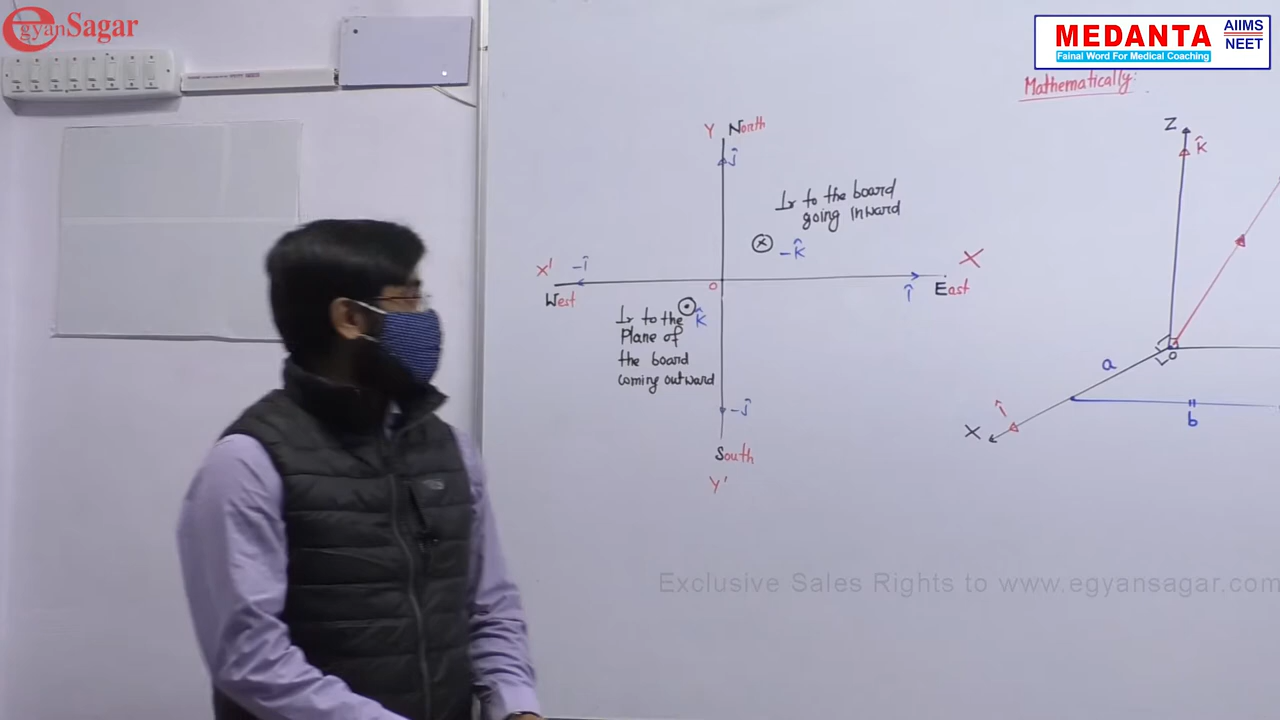 egyanSagar
MEDANTA
AIIMS
NEET
Fainal Word For Medical Coaching
Mathematically:
Y North
ĵ
⊥r to the board
going inward
-k̂
X' -î
West
O
X
East
î
⊥r to the
Plane of
the board
coming outward
k̂
-ĵ
South
Y'
Z
k̂
O
a
î
X
b
Exclusive Sales Rights to www.egyansagar.com